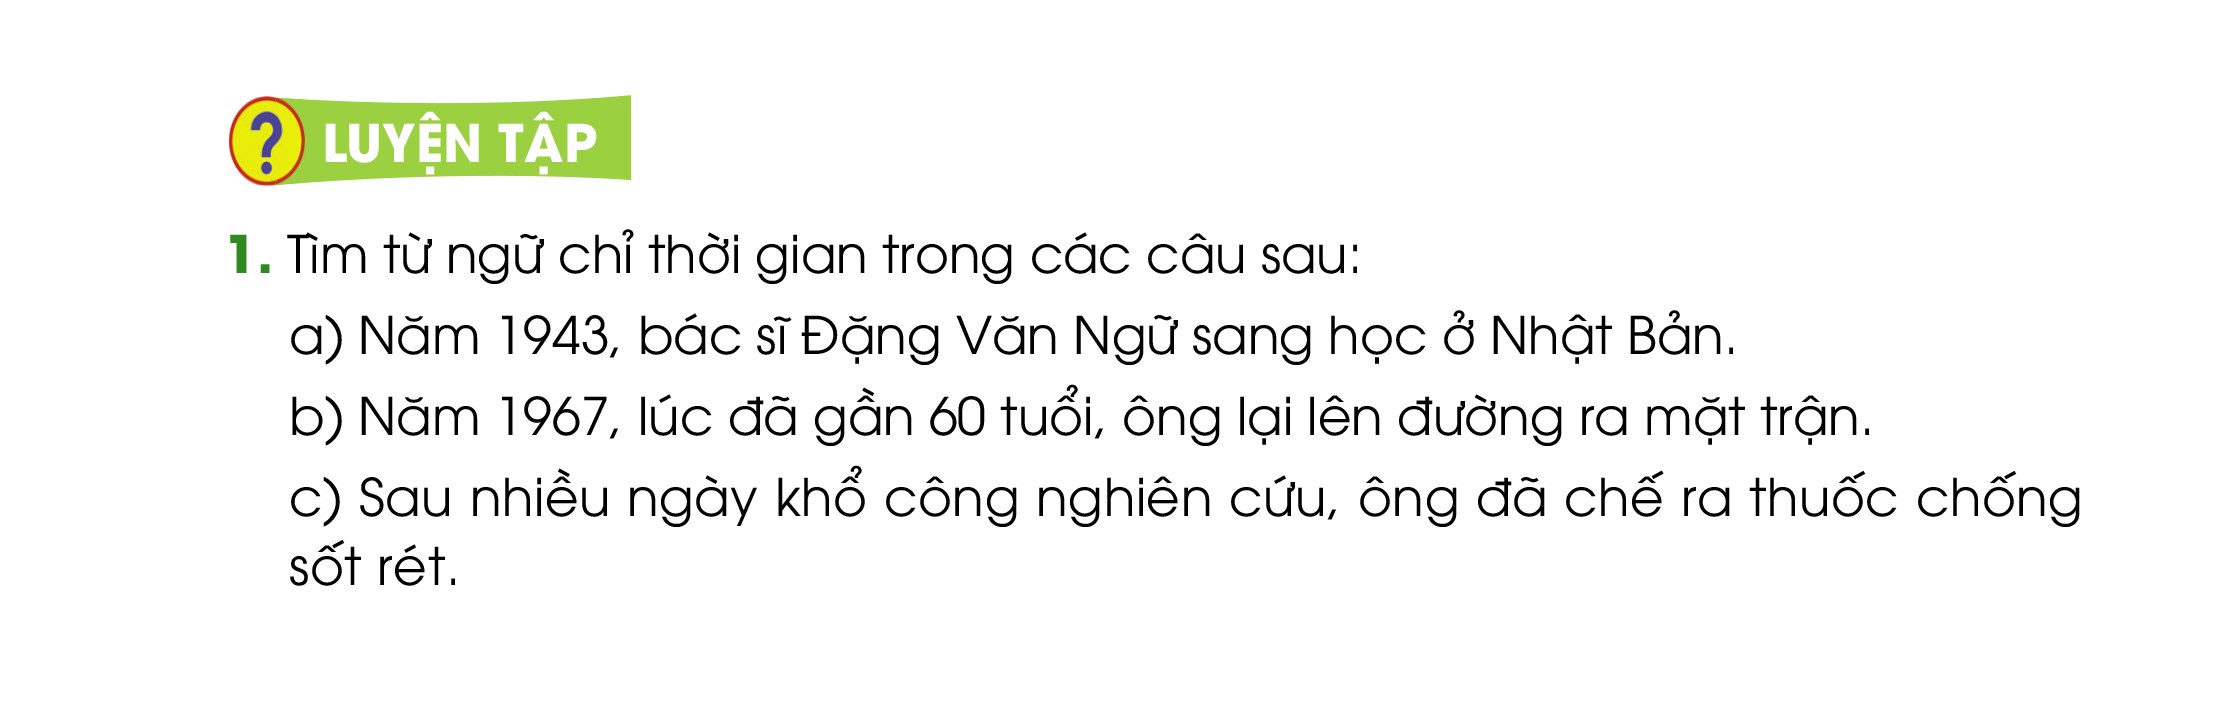 ? LUYỆN TẬP
1. Tìm từ ngữ chỉ thời gian trong các câu sau:
a) Năm 1943, bác sĩ Đặng Văn Ngữ sang học ở Nhật Bản.
b) Năm 1967, lúc đã gần 60 tuổi, ông lại lên đường ra mặt trận.
c) Sau nhiều ngày khổ công nghiên cứu, ông đã chế ra thuốc chống
sốt rét.